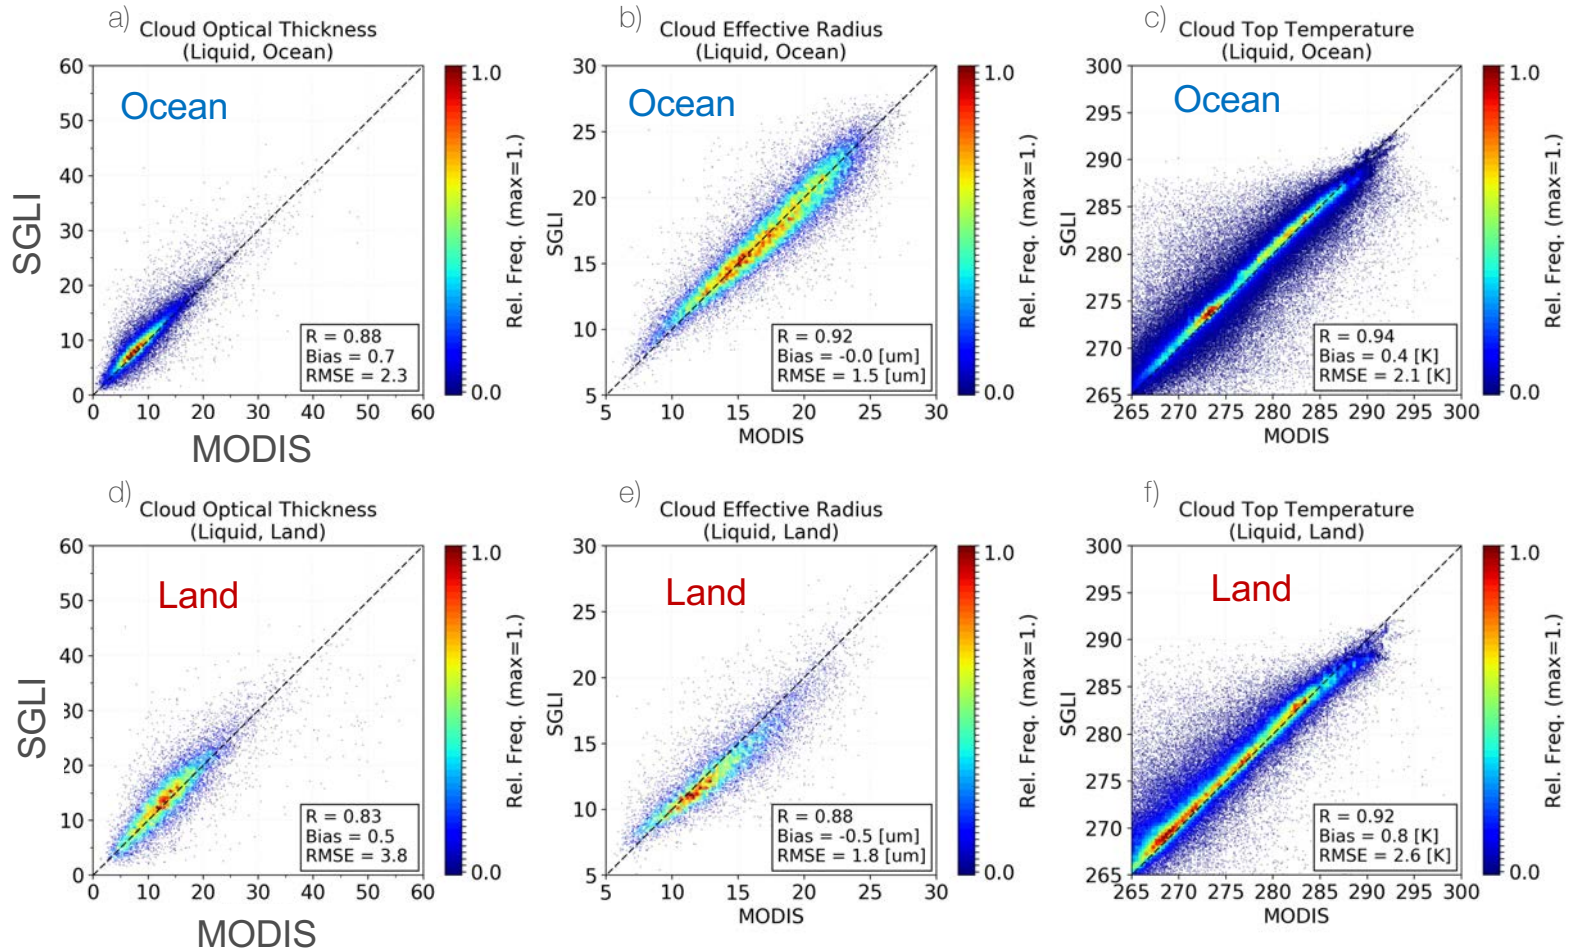 a)
Cloud Optical Thickness
(Liquid, Ocean)
Ocean
60
50
40
30
20
10
0
0 10 20 30 40 50 60
SGLI
MODIS
R = 0.88
Bias = 0.7
RMSE = 2.3
1.0
0.0
Rel. Freq. (max=1.)
b)
Cloud Effective Radius
(Liquid, Ocean)
Ocean
30
25
20
15
10
5
5 10 15 20 25 30
SGLI
MODIS
R = 0.92
Bias = -0.0 [um]
RMSE = 1.5 [um]
1.0
0.0
Rel. Freq. (max=1.)
c)
Cloud Top Temperature
(Liquid, Ocean)
Ocean
300
295
290
285
280
275
270
265
265 270 275 280 285 290 295 300
SGLI
MODIS
R = 0.94
Bias = 0.4 [K]
RMSE = 2.1 [K]
1.0
0.0
Rel. Freq. (max=1.)
d)
Cloud Optical Thickness
(Liquid, Land)
Land
60
50
40
30
20
10
0
0 10 20 30 40 50 60
SGLI
MODIS
R = 0.83
Bias = 0.5
RMSE = 3.8
1.0
0.0
Rel. Freq. (max=1.)
e)
Cloud Effective Radius
(Liquid, Land)
Land
30
25
20
15
10
5
5 10 15 20 25 30
SGLI
MODIS
R = 0.88
Bias = -0.5 [um]
RMSE = 1.8 [um]
1.0
0.0
Rel. Freq. (max=1.)
f)
Cloud Top Temperature
(Liquid, Land)
Land
300
295
290
285
280
275
270
265
265 270 275 280 285 290 295 300
SGLI
MODIS
R = 0.92
Bias = 0.8 [K]
RMSE = 2.6 [K]
1.0
0.0
Rel. Freq. (max=1.)